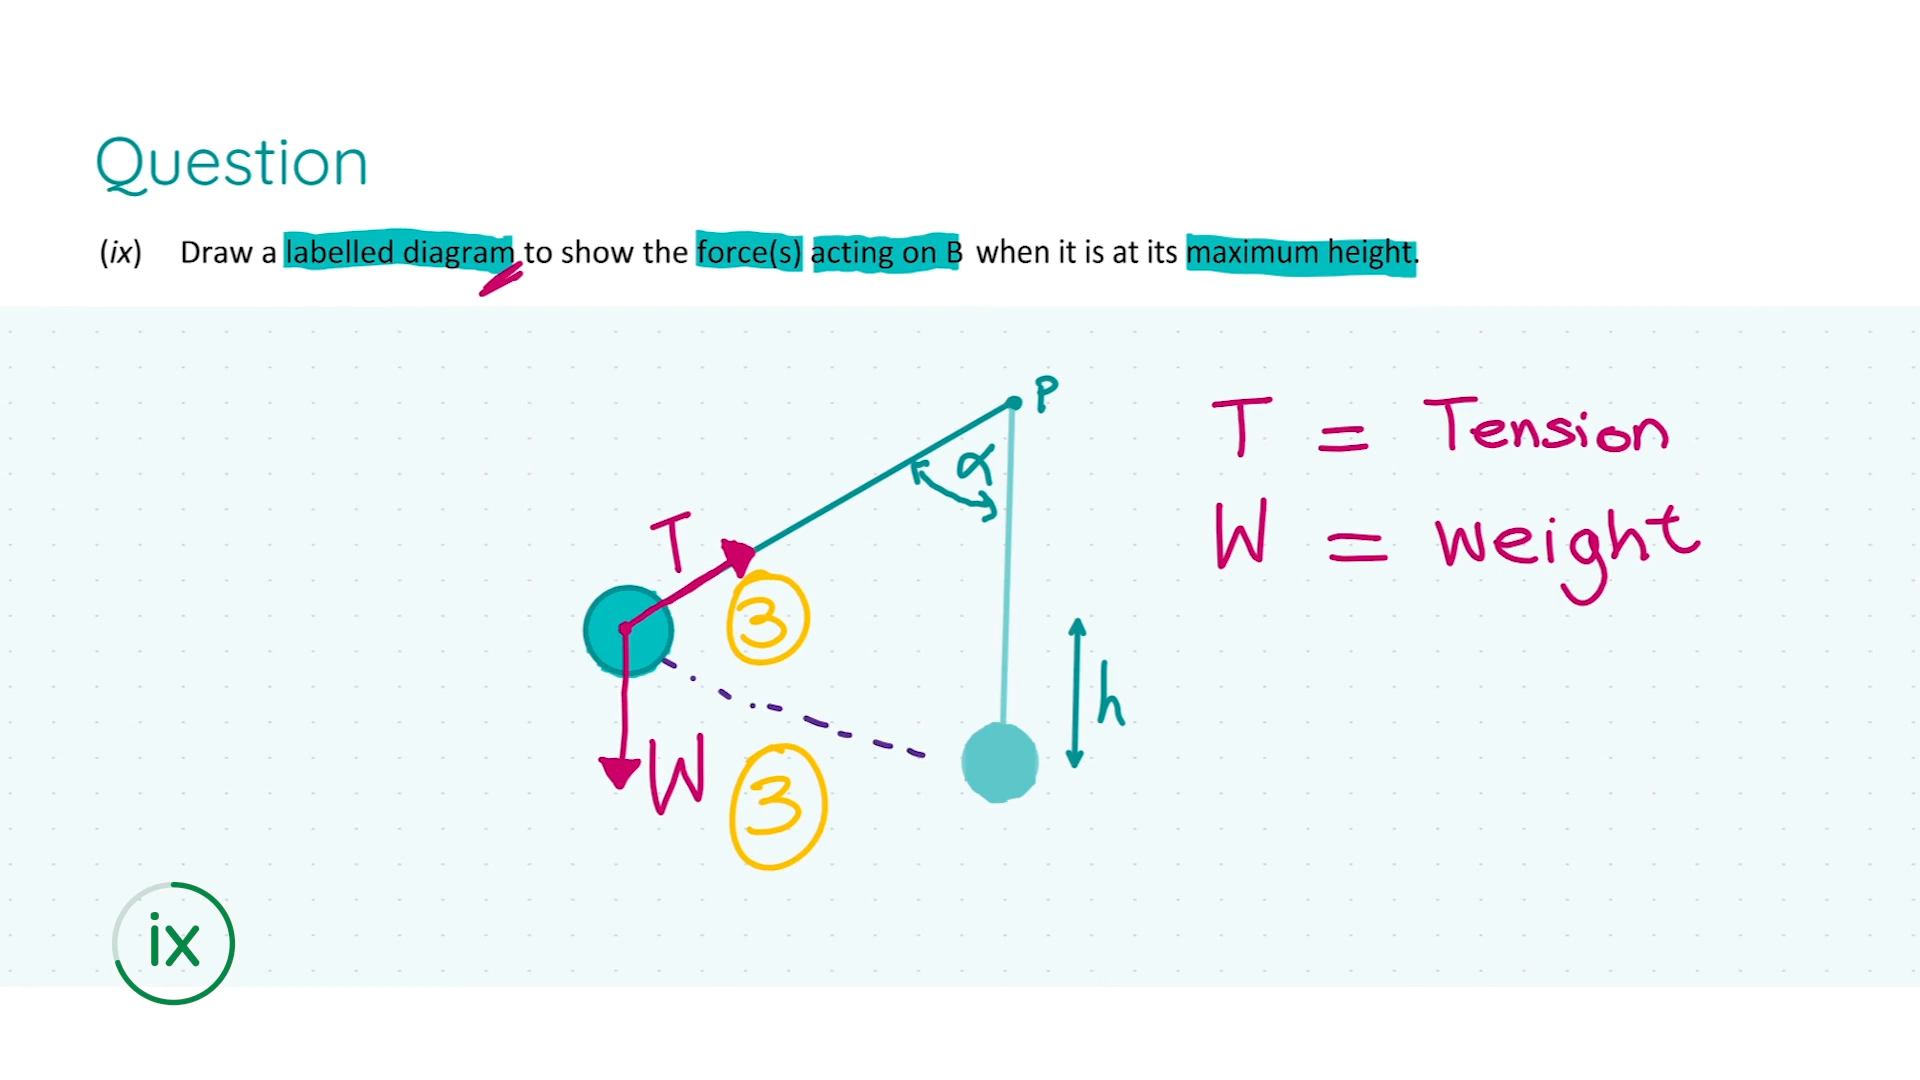 Question
(ix) Draw a labelled diagram to show the force(s) acting on B when it is at its maximum height.
P
α
T = Tension
T
W = Weight
3
h
W
3
ix